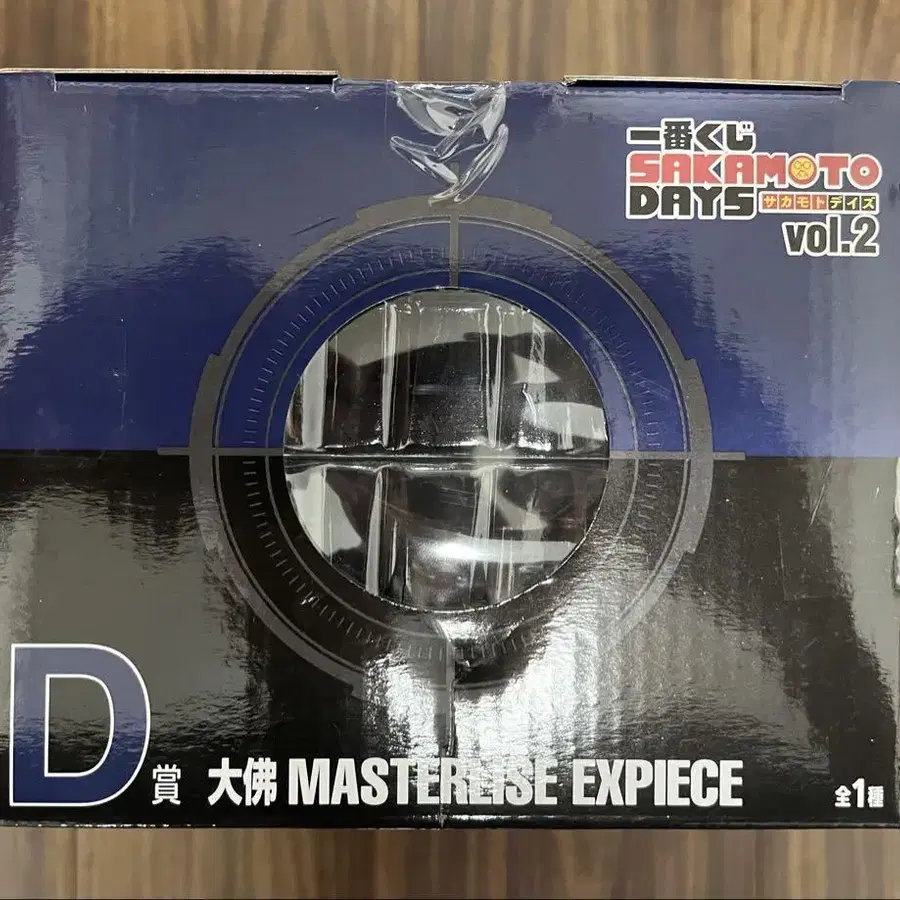 一番くじ
SAKAMOTO
DAYS サカモトデイズ
vol.2
D賞 大佛 MASTERLISE EXPIECE 全1種